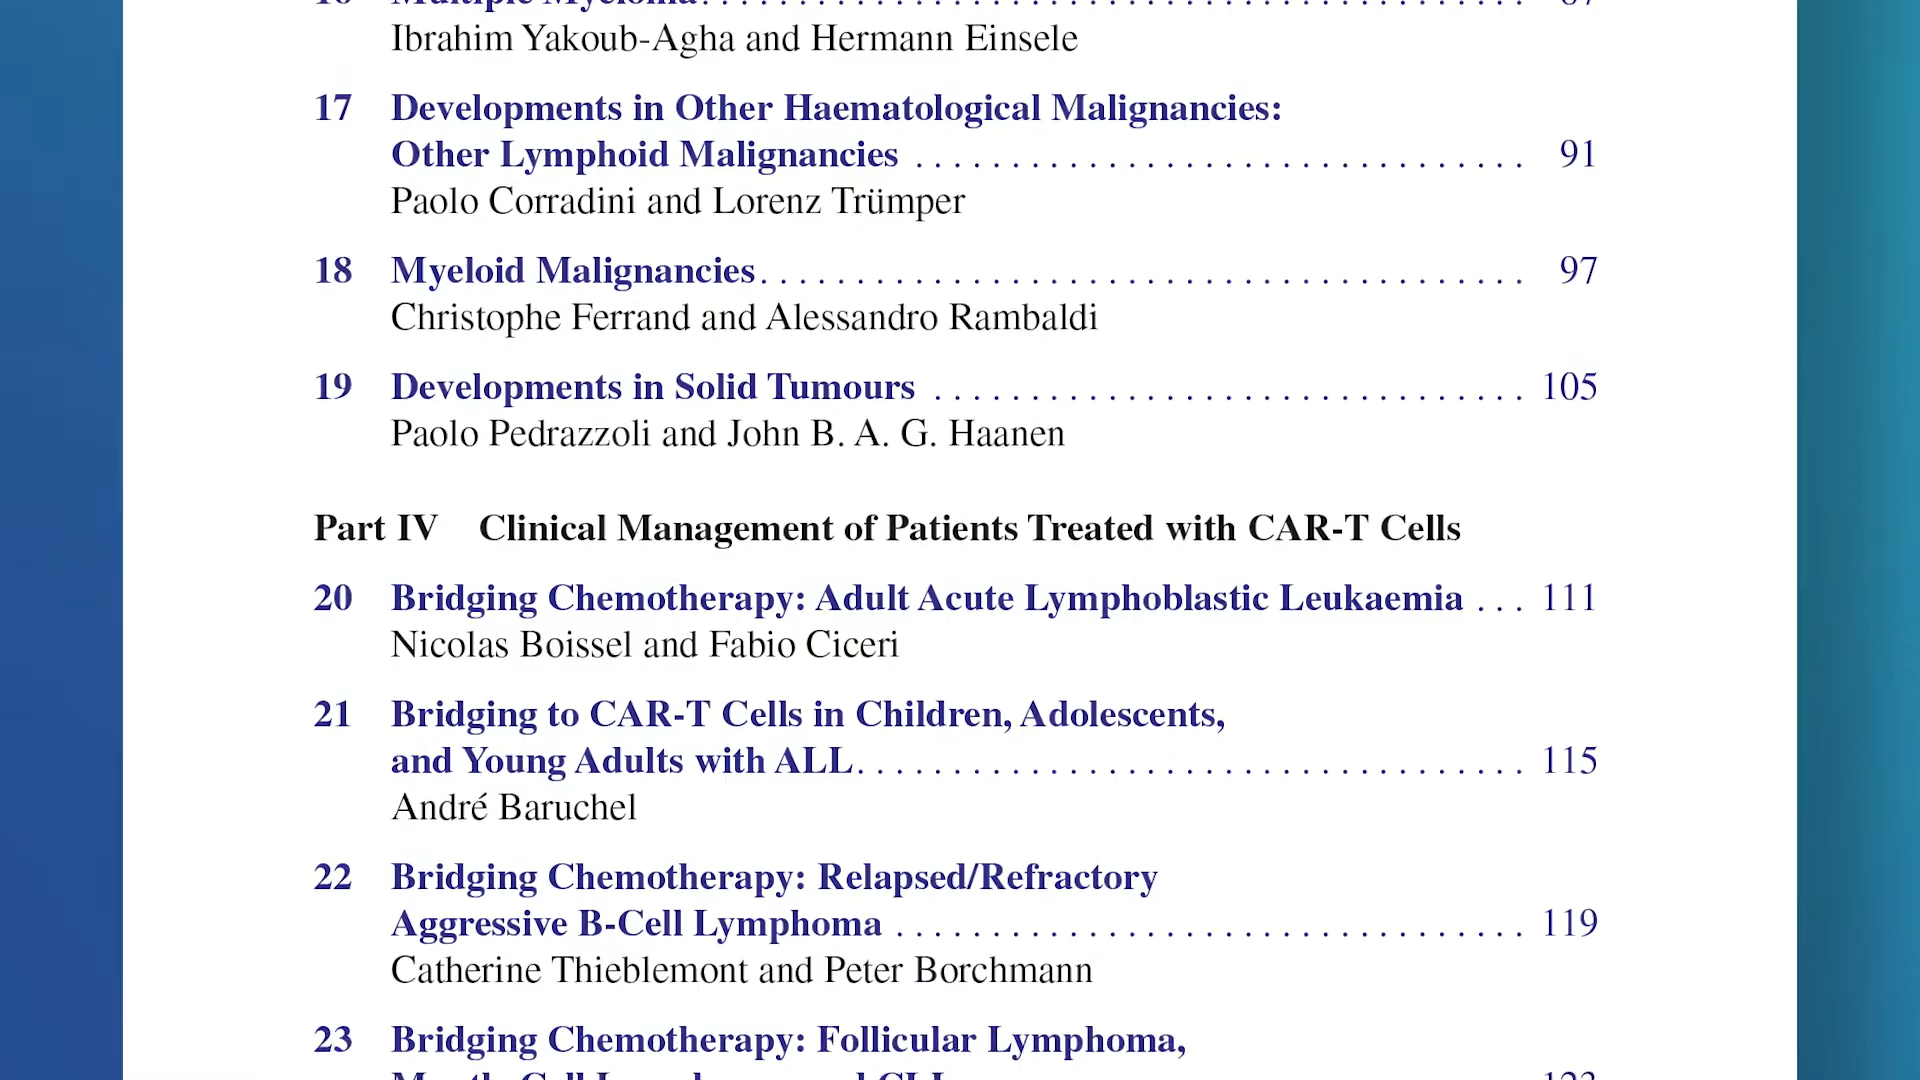 16 Multiple Myeloma. . . . . . . . . . . . . . . . . . . . . . . . . . . . . . . . . . . . . . . . . . . 87
Ibrahim Yakoub-Agha and Hermann Einsele
17 Developments in Other Haematological Malignancies:
Other Lymphoid Malignancies . . . . . . . . . . . . . . . . . . . . . . . . . . . . . . . . 91
Paolo Corradini and Lorenz Trümper
18 Myeloid Malignancies. . . . . . . . . . . . . . . . . . . . . . . . . . . . . . . . . . . . . . . . 97
Christophe Ferrand and Alessandro Rambaldi
19 Developments in Solid Tumours . . . . . . . . . . . . . . . . . . . . . . . . . . . . . . . 105
Paolo Pedrazzoli and John B. A. G. Haanen
Part IV Clinical Management of Patients Treated with CAR-T Cells
20 Bridging Chemotherapy: Adult Acute Lymphoblastic Leukaemia . . . 111
Nicolas Boissel and Fabio Ciceri
21 Bridging to CAR-T Cells in Children, Adolescents,
and Young Adults with ALL. . . . . . . . . . . . . . . . . . . . . . . . . . . . . . . . . . . 115
André Baruchel
22 Bridging Chemotherapy: Relapsed/Refractory
Aggressive B-Cell Lymphoma . . . . . . . . . . . . . . . . . . . . . . . . . . . . . . . . . 119
Catherine Thieblemont and Peter Borchmann
23 Bridging Chemotherapy: Follicular Lymphoma,